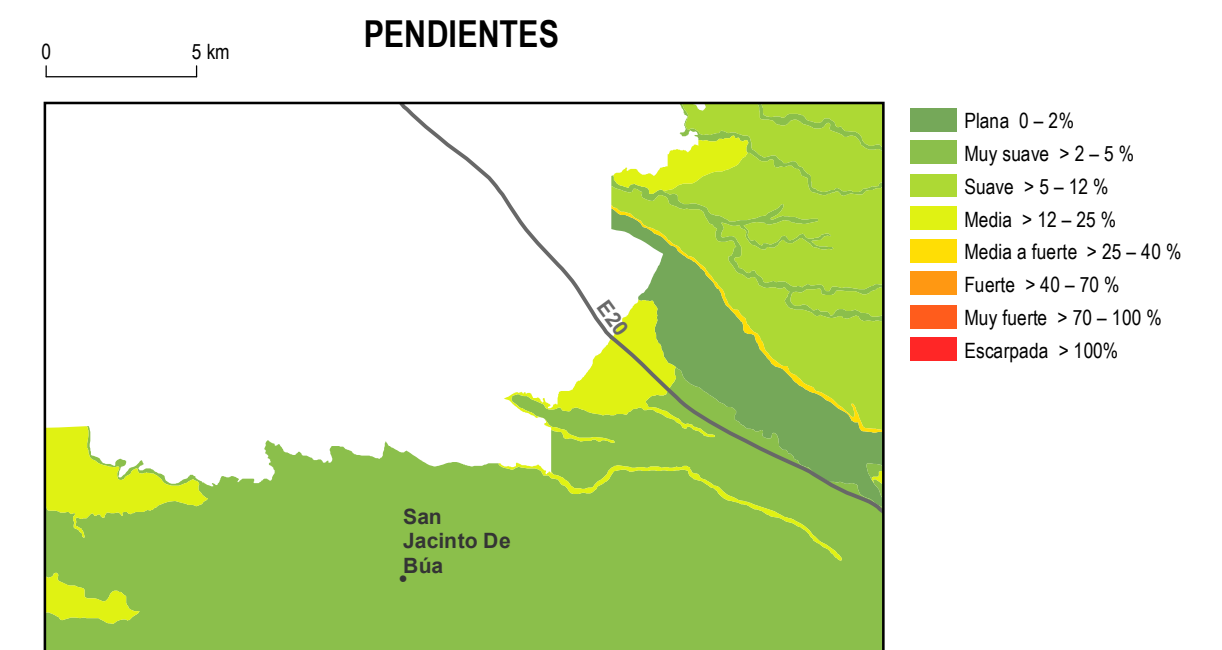 PENDIENTES
0 5 km
Plana 0 – 2%
Muy suave > 2 – 5 %
Suave > 5 – 12 %
Media > 12 – 25 %
Media a fuerte > 25 – 40 %
Fuerte > 40 – 70 %
Muy fuerte > 70 – 100 %
Escarpada > 100%
E20
San
Jacinto De
Búa